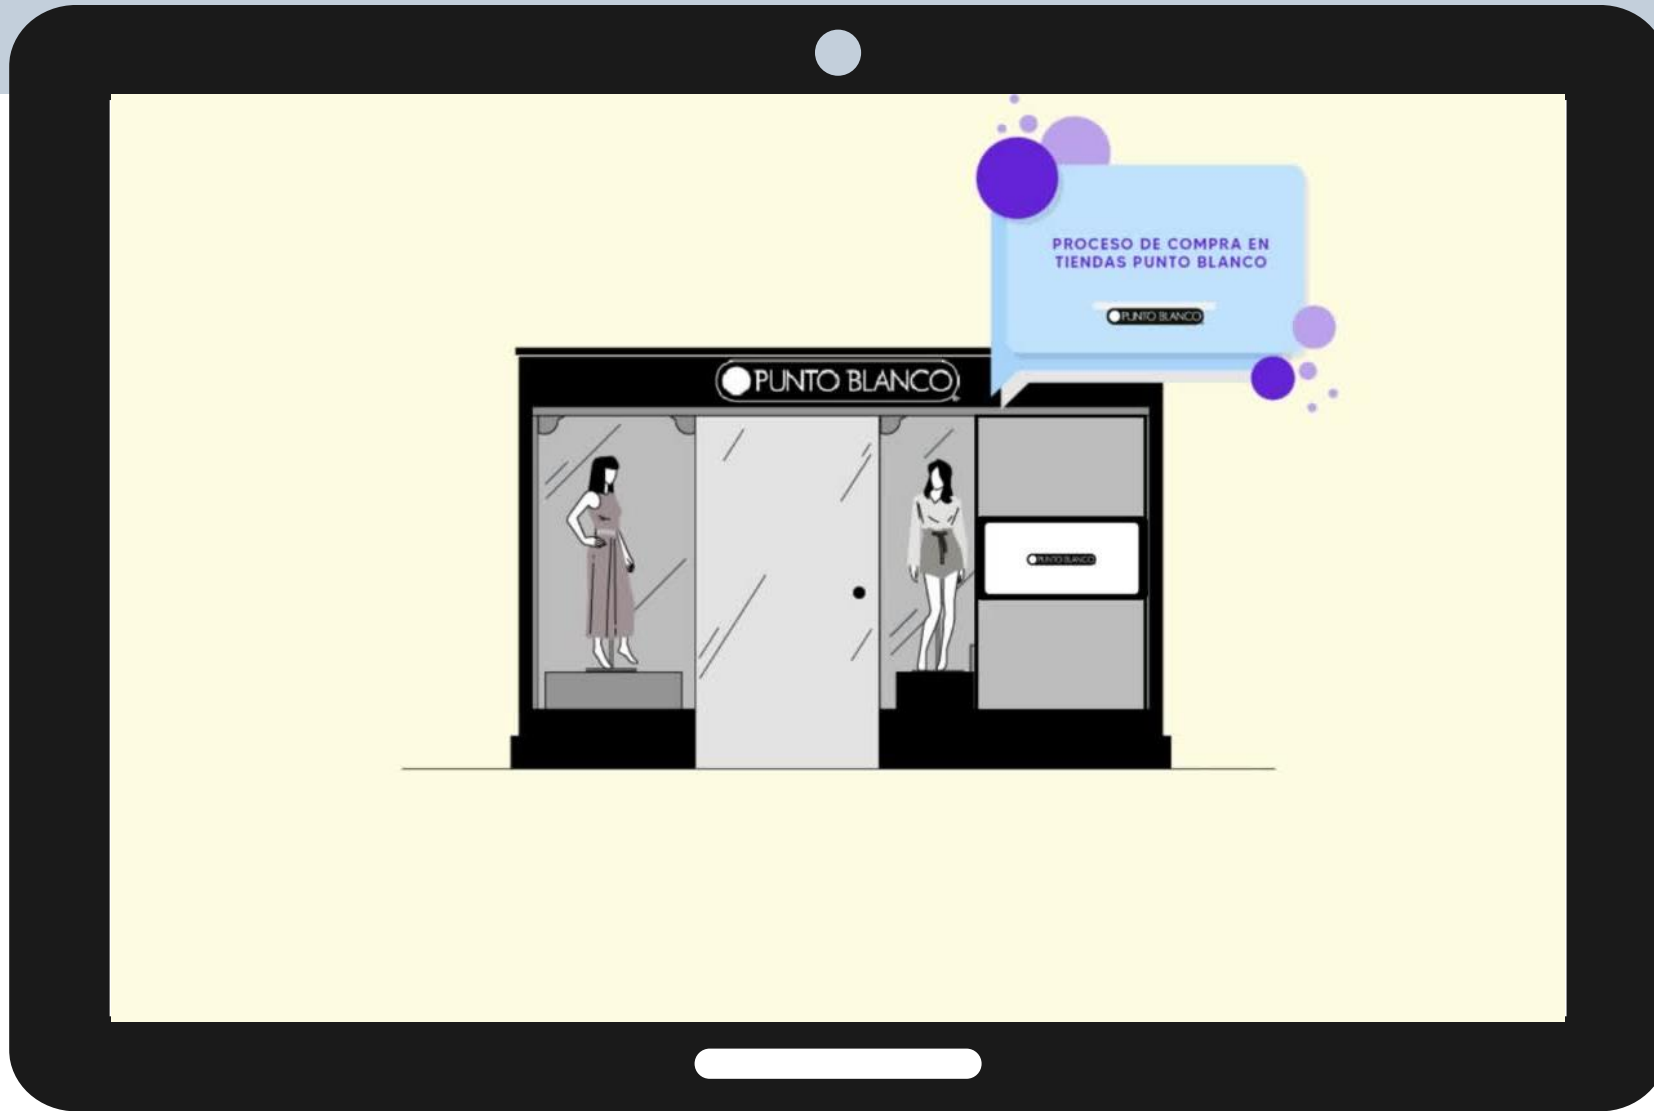 PROCESO DE COMPRA EN
TIENDAS PUNTO BLANCO
PUNTO BLANCO
PUNTO BLANCO
PUNTO BLANCO